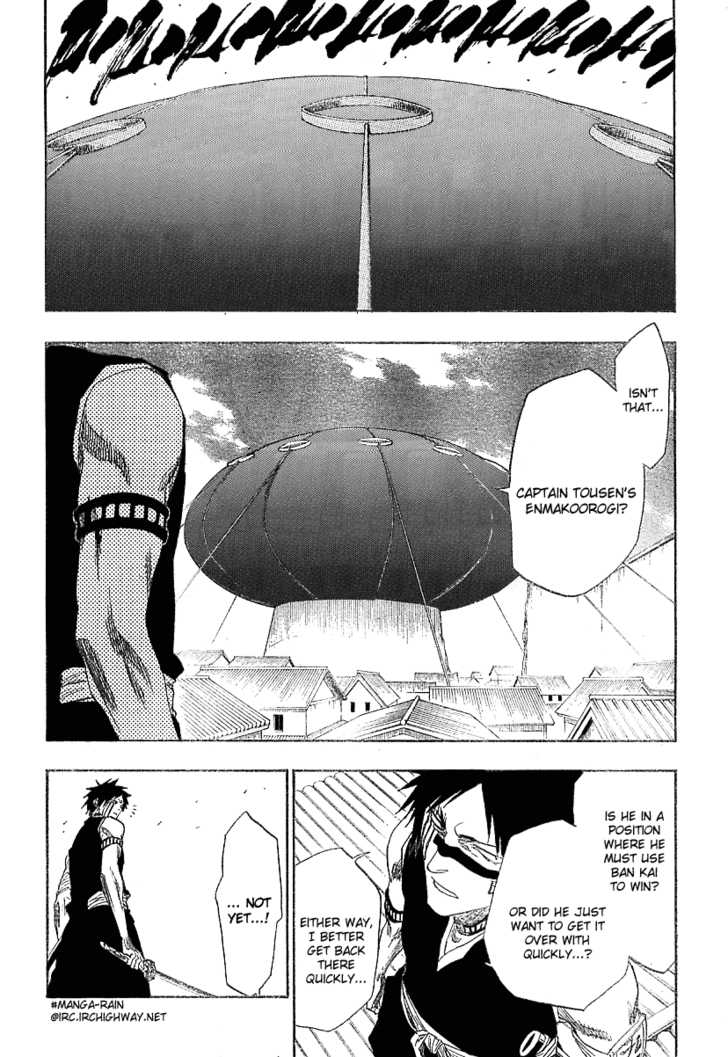 ISN'T
THAT...
CAPTAIN TOUSEN'S
ENMAKOOROGI?
IS HE IN A
POSITION
WHERE HE
MUST USE
BAN KAI
TO WIN?
OR DID HE JUST
WANT TO GET IT
OVER WITH
QUICKLY...?
EITHER WAY,
I BETTER
GET BACK
THERE
QUICKLY...
... NOT
YET...!
#MANGA-RAIN
@IRC.IRCHIGHWAY.NET